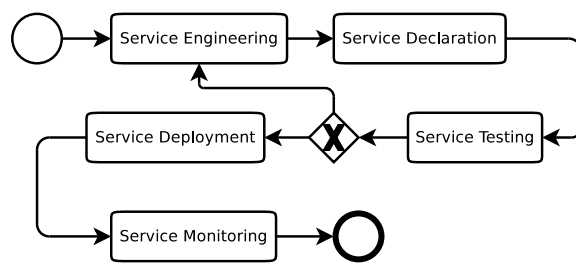 Service Engineering
Service Declaration
Service Deployment
Service Testing
Service Monitoring